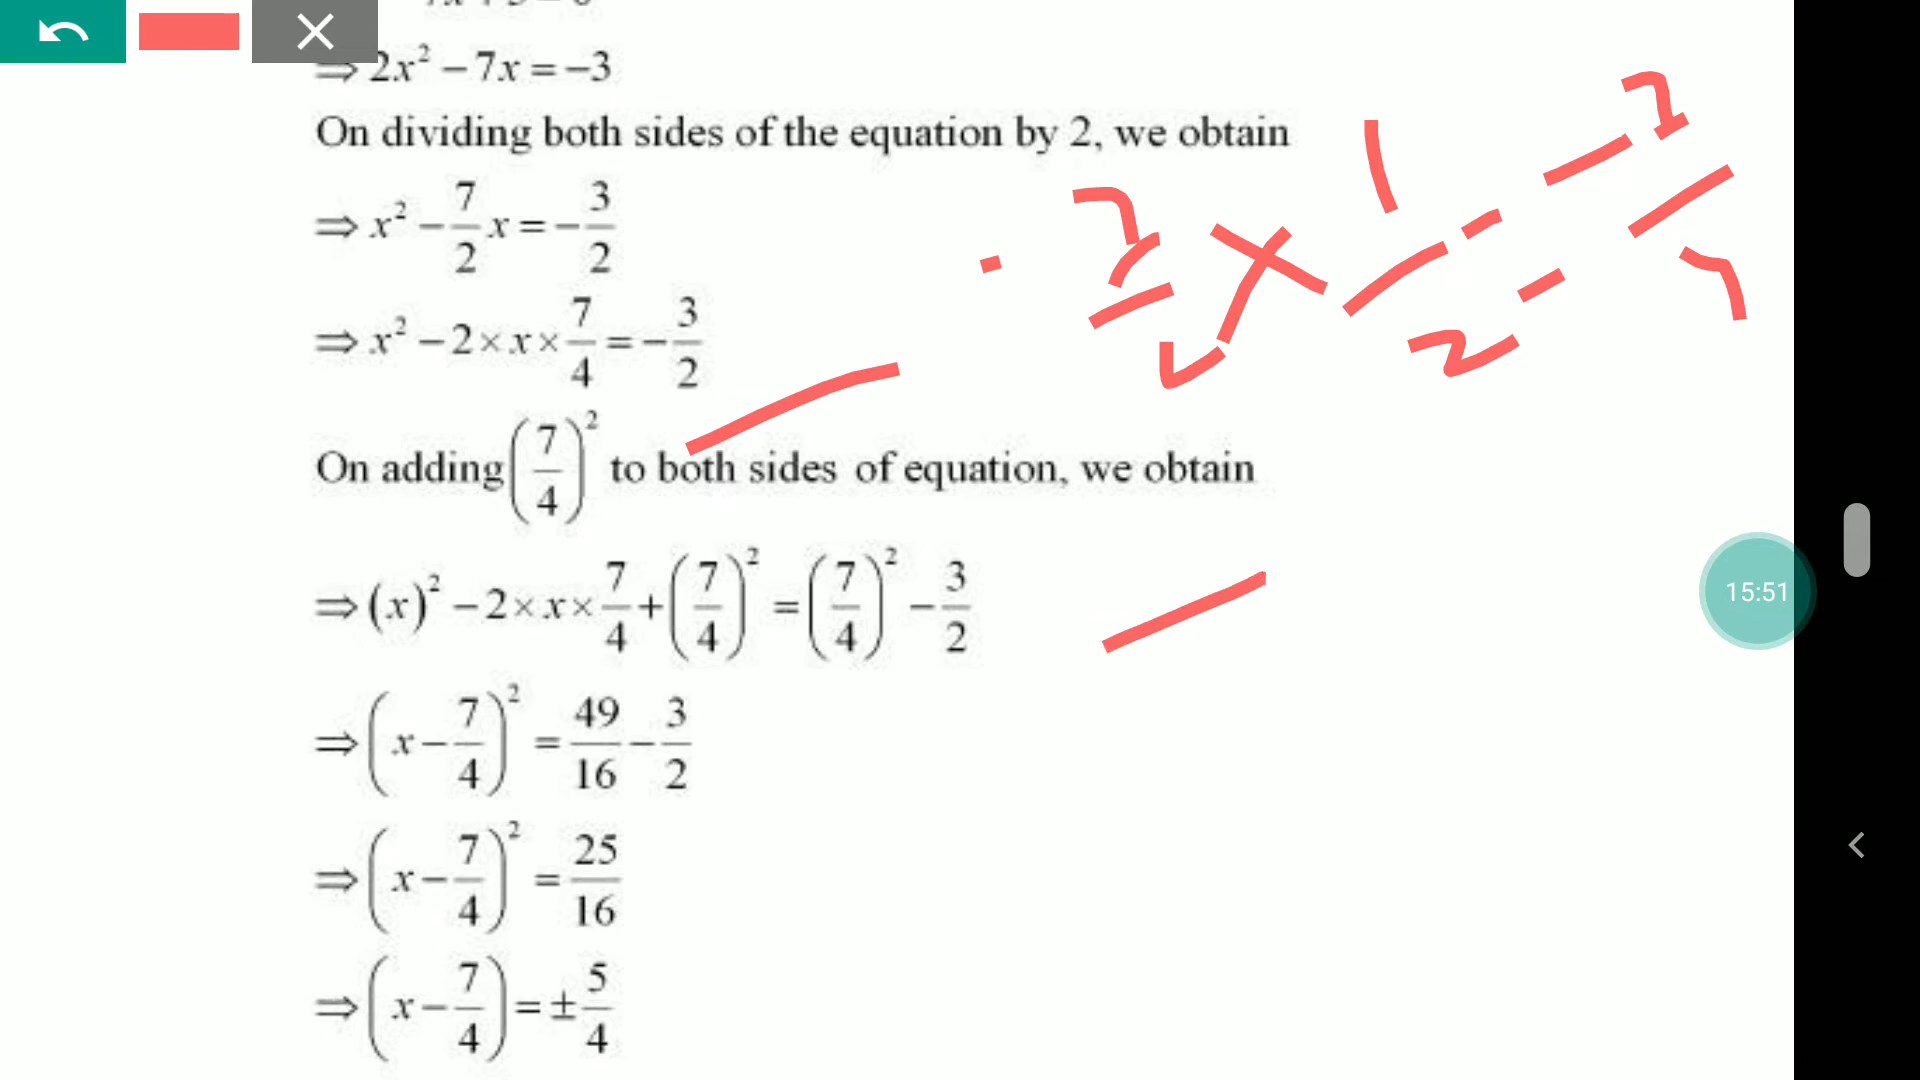 ⇒ 2x² − 7x = −3
On dividing both sides of the equation by 2, we obtain
⇒ x² − 7/2 x = − 3/2
⇒ x² − 2 × x × 7/4 = − 3/2
On adding (7/4)² to both sides of equation, we obtain
⇒ (x)² − 2 × x × 7/4 + (7/4)² = (7/4)² − 3/2
⇒ (x − 7/4)² = 49/16 − 3/2
⇒ (x − 7/4)² = 25/16
⇒ (x − 7/4) = ± 5/4
15:51